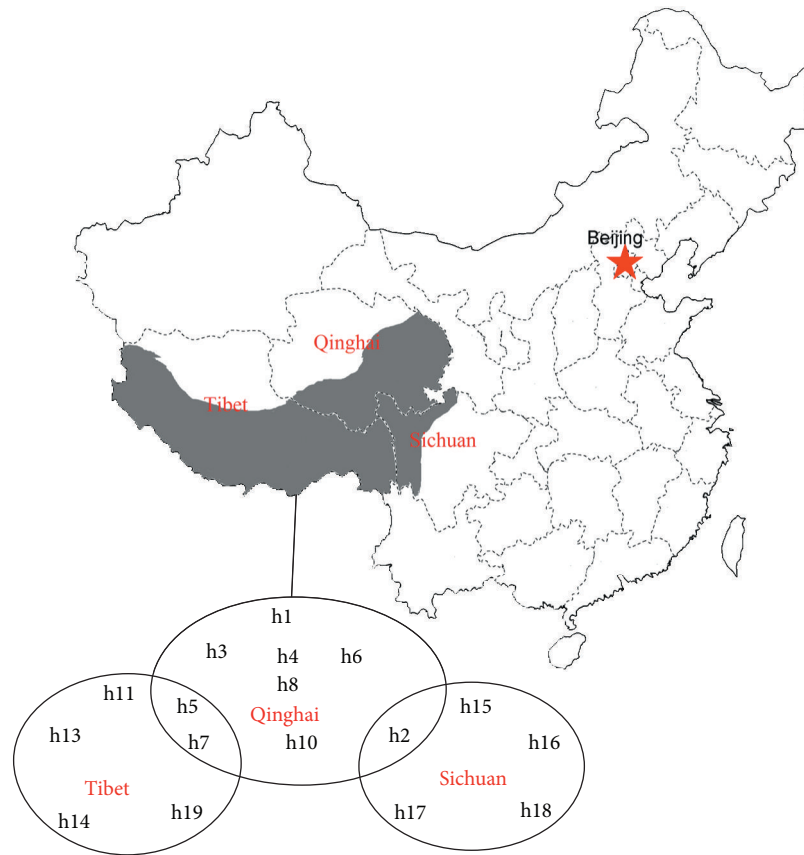 Beijing
Qinghai
Tibet
Sichuan
h1
h3
h4
h6
h8
h11
h5
Qinghai
h15
h13
h7
h10
h2
h16
Tibet
Sichuan
h14
h19
h17
h18